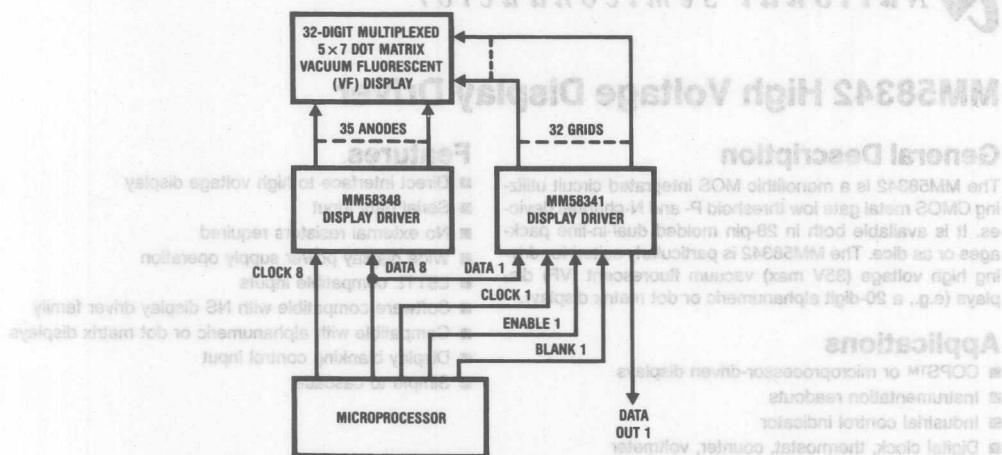 32-DIGIT MULTIPLEXED
5 × 7 DOT MATRIX
VACUUM FLUORESCENT
(VF) DISPLAY
35 ANODES
32 GRIDS
MM58348
DISPLAY DRIVER
MM58341
DISPLAY DRIVER
CLOCK 8
DATA 8
DATA 1
CLOCK 1
ENABLE 1
BLANK 1
MICROPROCESSOR
DATA
OUT 1
MM58342 High Voltage Display Driver
General Description
The MM58342 is a monolithic MOS integrated circuit utiliz-
ing CMOS metal gate low threshold P- and N-channel devic-
es. It is available both in 28-pin molded dual-in-line pack-
ages or as dice. The MM58342 is particularly
ing high voltage (35V max) vacuum fluorescent (VF) dis-
plays (e.g., a 20-digit alphanumeric or dot matrix display).
Applications
■ COPS™ or microprocessor-driven displays
■ Instrumentation readouts
■ Industrial control indicator
■ Digital clock, thermostat, counter, voltmeter
Features
■ Direct interface to high voltage display
■ Serial input
■ No external resistors required
■ Wide display power supply operation
■ LSTTL compatible inputs
■ Software compatible with NS display driver family
■ Compatible with alphanumeric or dot matrix displays
■ Display blanking control input
■ Simple to cascade